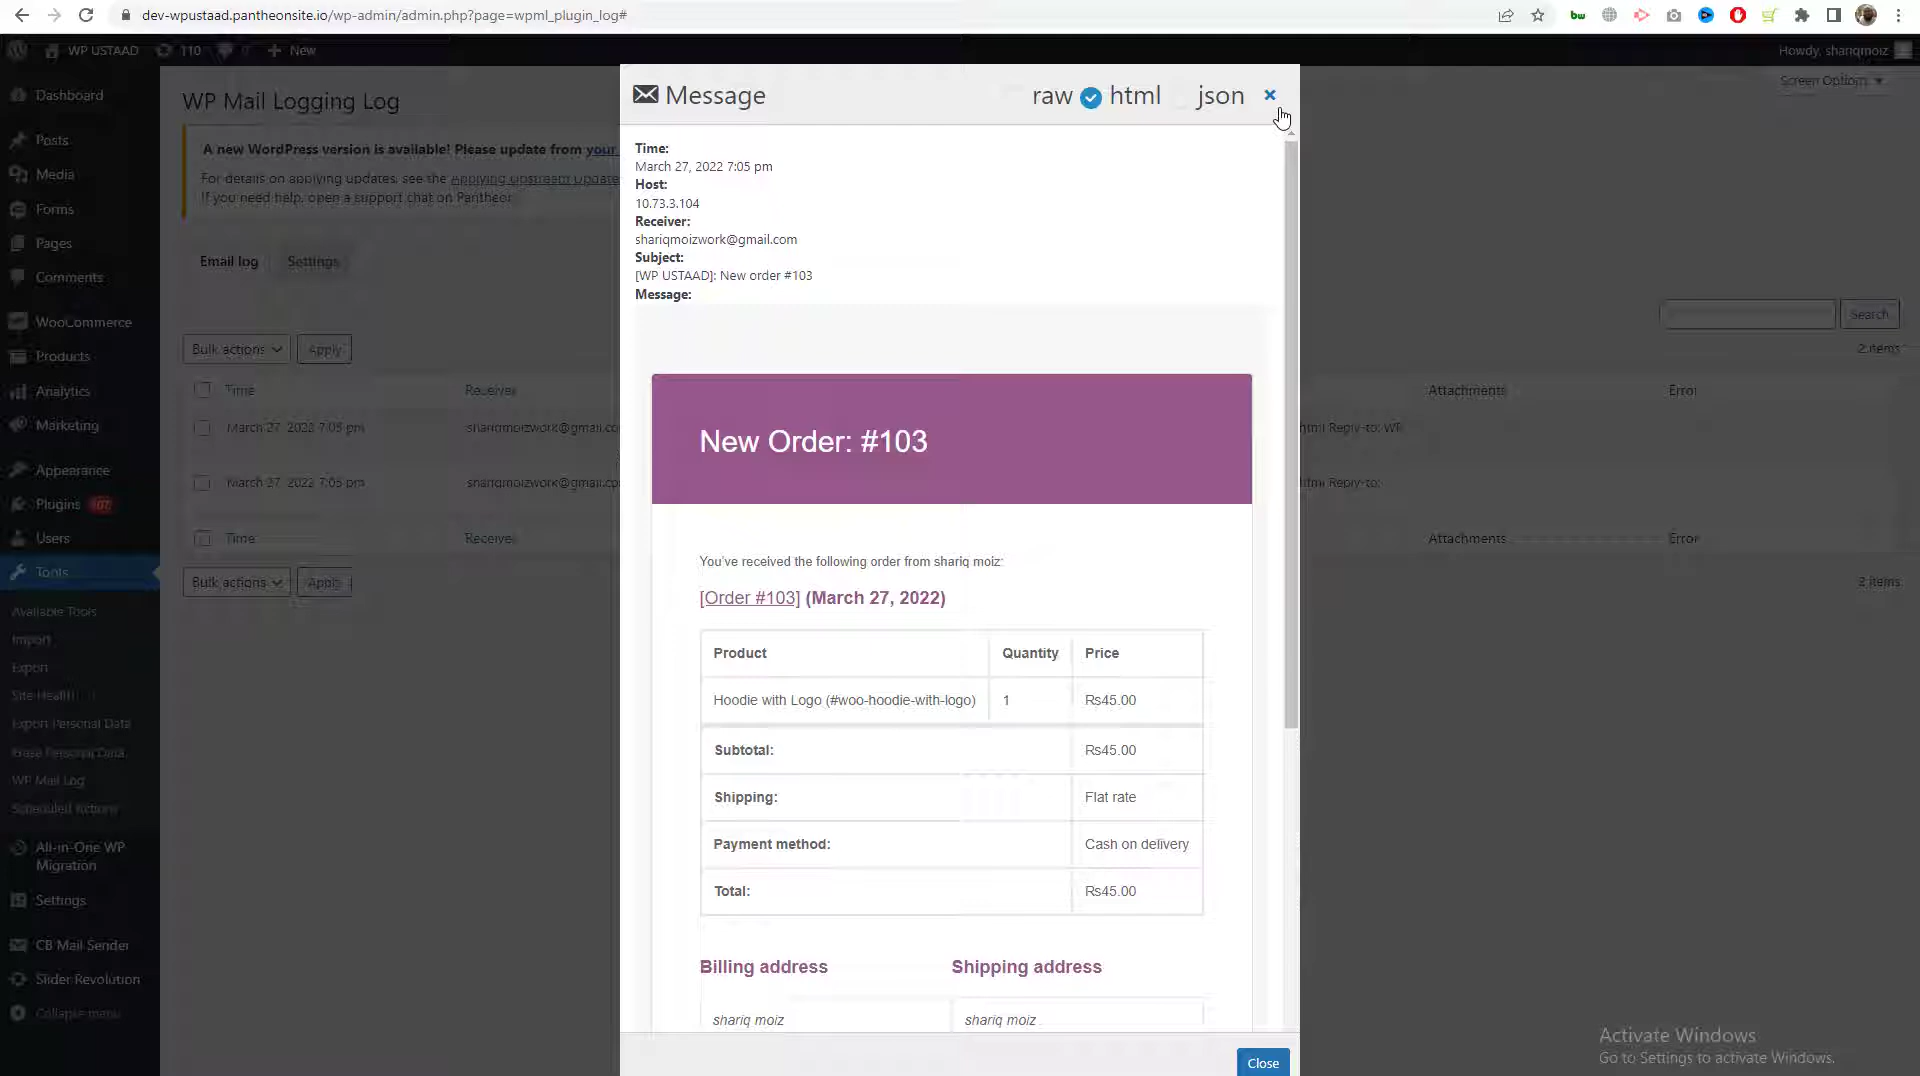 dev-wpustaad.pantheonsite.io/wp-admin/admin.php?page=wpml_plugin_log#
WP USTAAD 110 0 New
Howdy, shariqmoiz
Screen Options
Dashboard
Posts
Media
Forms
Pages
Comments
WooCommerce
Products
Analytics
Marketing
Appearance
Plugins 107
Users
Tools
Available Tools
Import
Export
Site Health
Export Personal Data
Erase Personal Data
WP Mail Log
Scheduled Actions
All-in-One WP
Migration
Settings
CB Mail Sender
Slider Revolution
Collapse menu
WP Mail Logging Log
A new WordPress version is available! Please update from your
For details on applying updates, see the Applying Upstream Update
If you need help, open a support chat on Pantheon
Email log Settings
Search
Bulk actions Apply
2 items
Time Receiver Attachments Error
March 27, 2022 7:05 pm shariqmoizwork@gmail.co html Reply-to: WP
March 27, 2022 7:05 pm shariqmoizwork@gmail.co html Reply-to:
Time Receiver Attachments Error
Bulk actions Apply
2 items
Message raw html json
Time:
March 27, 2022 7:05 pm
Host:
10.73.3.104
Receiver:
shariqmoizwork@gmail.com
Subject:
[WP USTAAD]: New order #103
Message:
New Order: #103
You've received the following order from shariq moiz:
[Order #103] (March 27, 2022)
Product Quantity Price
Hoodie with Logo (#woo-hoodie-with-logo) 1 Rs45.00
Subtotal: Rs45.00
Shipping: Flat rate
Payment method: Cash on delivery
Total: Rs45.00
Billing address Shipping address
shariq moiz shariq moiz
Close
Activate Windows
Go to Settings to activate Windows.